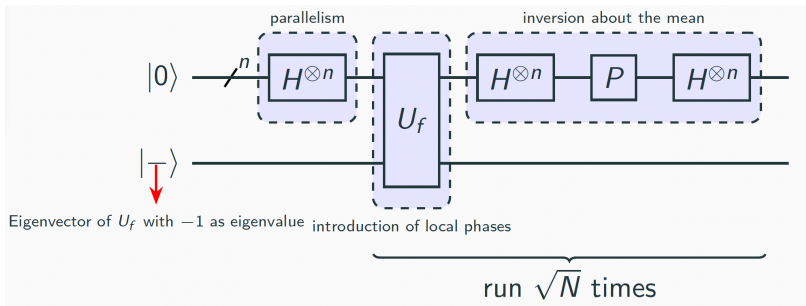 parallelism
inversion about the mean
|0⟩
n
H⊗n
U_f
H⊗n
P
H⊗n
|−⟩
Eigenvector of U_f with −1 as eigenvalue
introduction of local phases
run √N times